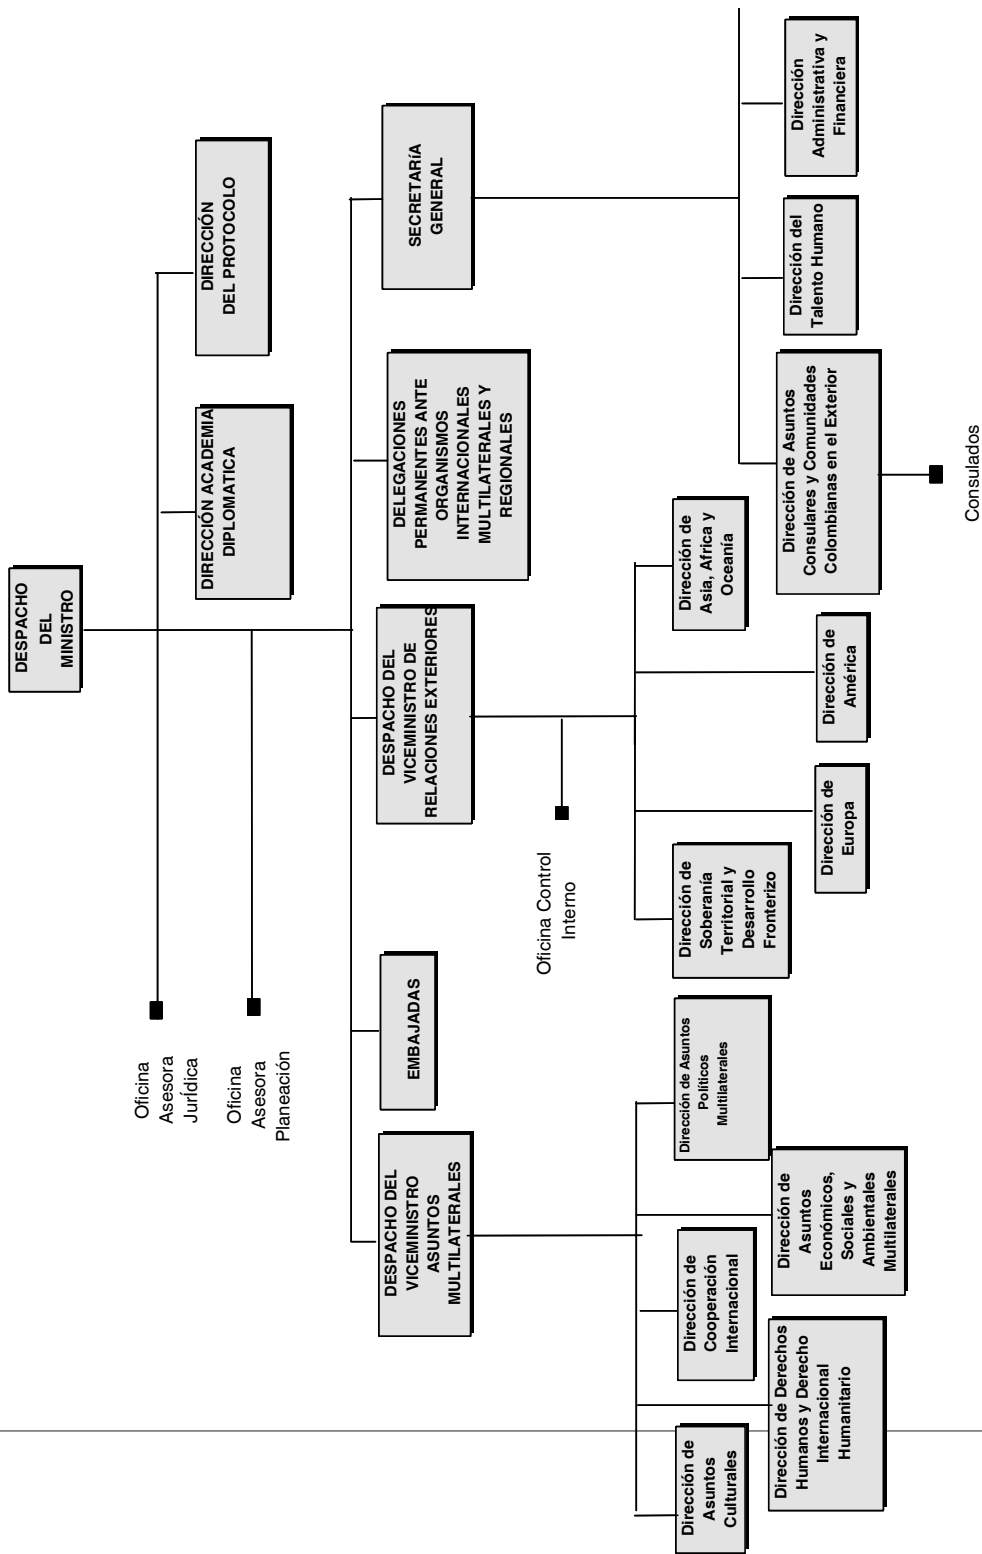 DESPACHO
DEL
MINISTRO
Oficina
Asesora
Jurídica
Oficina
Asesora
Planeación
DIRECCIÓN ACADEMIA
DIPLOMATICA
DIRECCIÓN
DEL PROTOCOLO
DESPACHO DEL
VICEMINISTRO
ASUNTOS
MULTILATERALES
EMBAJADAS
DESPACHO DEL
VICEMINISTRO DE
RELACIONES EXTERIORES
DELEGACIONES
PERMANENTES ANTE
ORGANISMOS
INTERNACIONALES
MULTILATERALES Y
REGIONALES
SECRETARíA
GENERAL
Oficina Control
Interno
Dirección de
Asuntos
Culturales
Dirección de Derechos
Humanos y Derecho
Internacional
Humanitario
Dirección de
Cooperación
Internacional
Dirección de
Asuntos
Económicos,
Sociales y
Ambientales
Multilaterales
Dirección de Asuntos
Políticos
Multilaterales
Dirección de
Soberanía
Territorial y
Desarrollo
Fronterizo
Dirección de
Europa
Dirección de
América
Dirección de
Asia, Africa y
Oceanía
Dirección de Asuntos
Consulares y Comunidades
Colombianas en el Exterior
Dirección del
Talento Humano
Dirección
Administrativa y
Financiera
Consulados